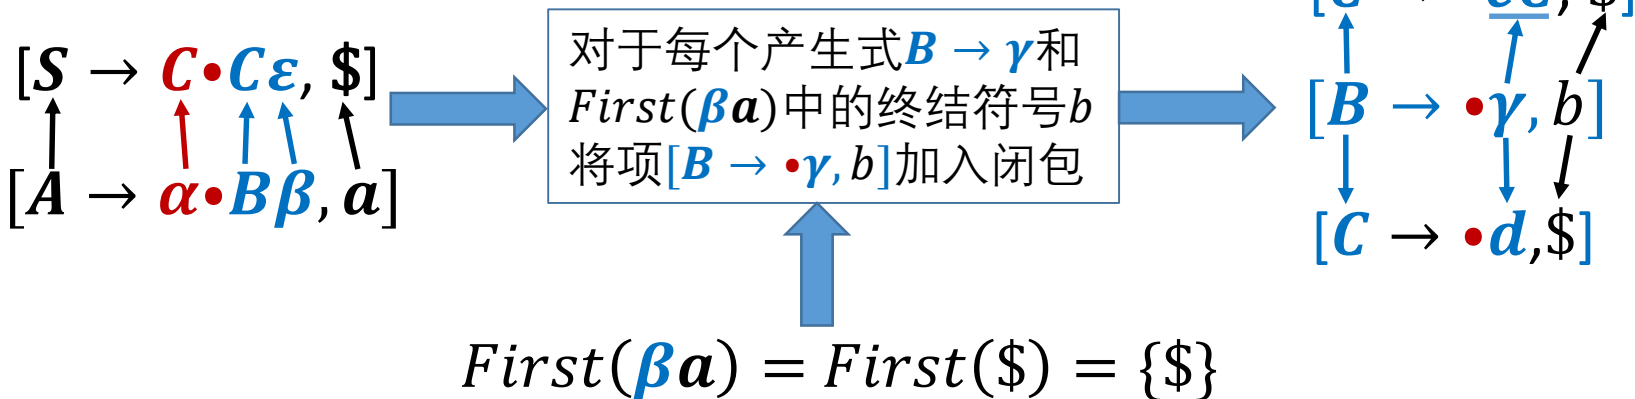 [S → C•Cε, $]
[A → α•Bβ, a]
对于每个产生式B → γ和
First(βa)中的终结符号b
将项[B → •γ, b]加入闭包
[B → •γ, b]
[C → •d,$]
First(βa) = First($) = {$}